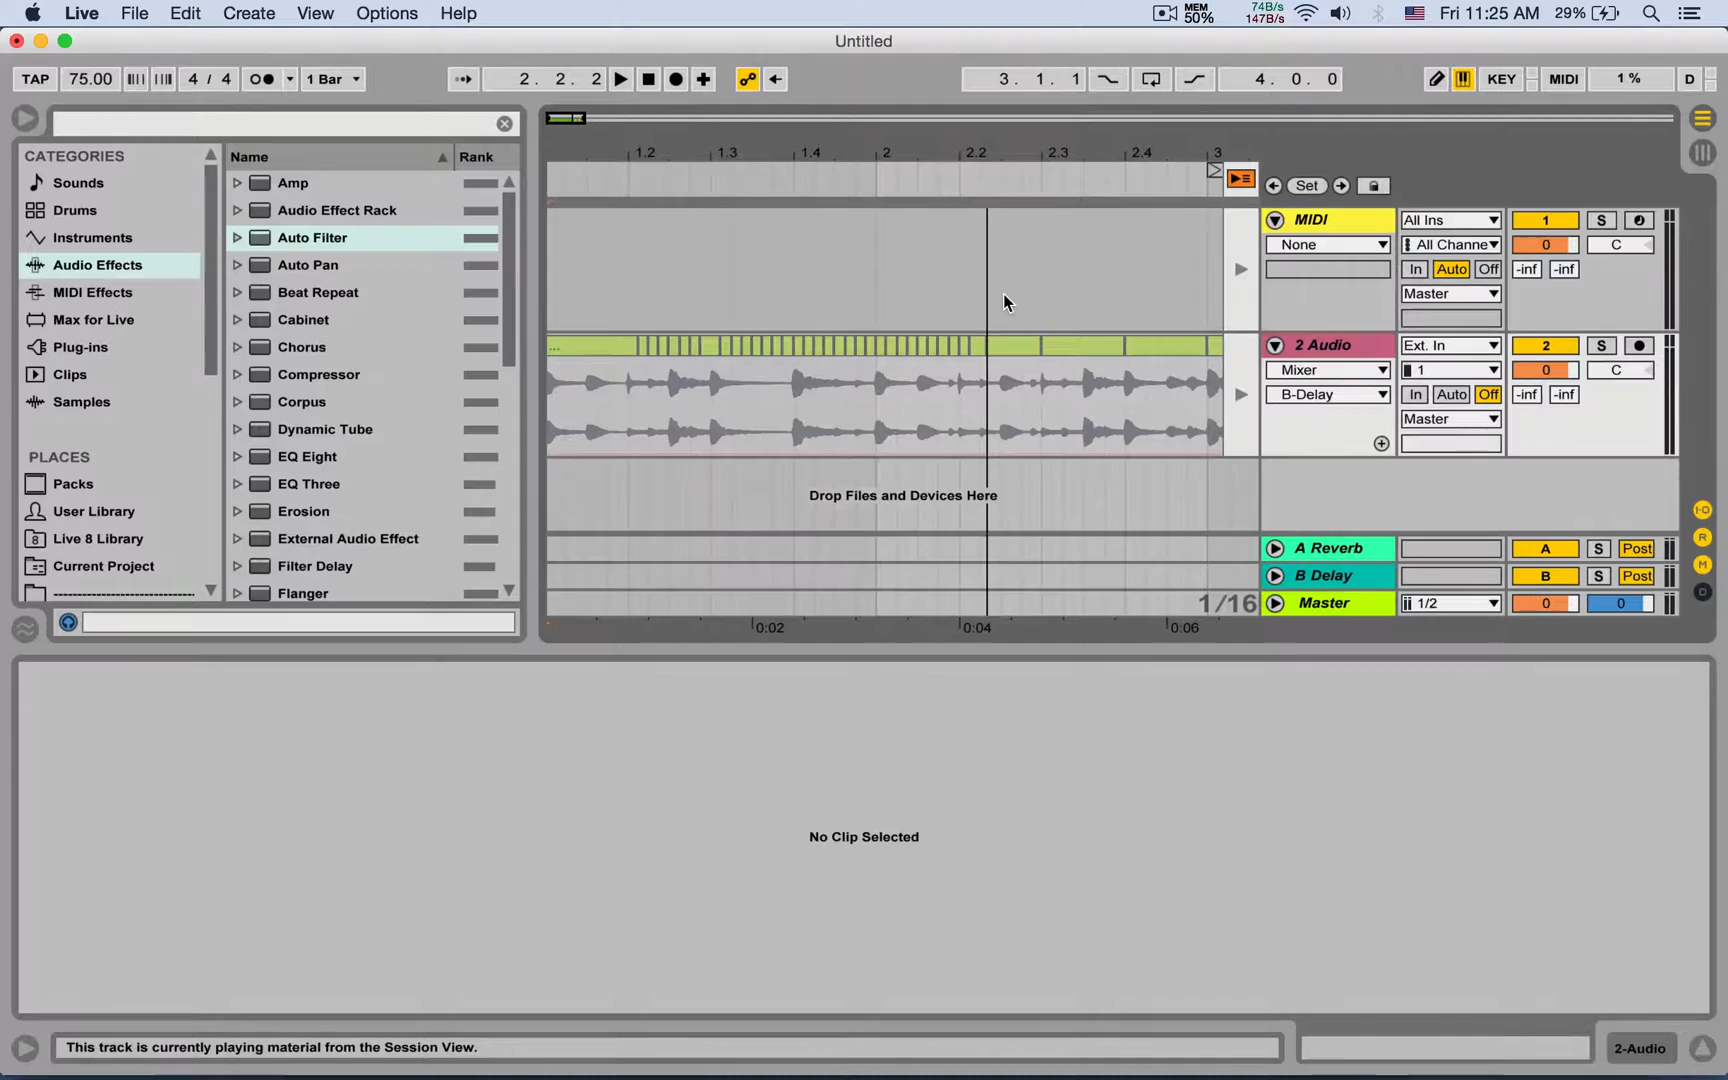 Live File Edit Create View Options Help MEM 50% 74B/s 147B/s Fri 11:25 AM 29%
Untitled
TAP 75.00 4 / 4 1 Bar 2. 2. 2 3. 1. 1 4. 0. 0 KEY MIDI 1 % D
CATEGORIES
Sounds
Drums
Instruments
Audio Effects
MIDI Effects
Max for Live
Plug-ins
Clips
Samples
PLACES
Packs
User Library
Live 8 Library
Current Project
Name Rank
Amp
Audio Effect Rack
Auto Filter
Auto Pan
Beat Repeat
Cabinet
Chorus
Compressor
Corpus
Dynamic Tube
EQ Eight
EQ Three
Erosion
External Audio Effect
Filter Delay
Flanger
1.2 1.3 1.4 2 2.2 2.3 2.4 3
Set
MIDI All Ins 1 S
None All Channe 0 C
In Auto Off -inf -inf
Master
2 Audio Ext. In 2 S
Mixer 1 0 C
B-Delay In Auto Off -inf -inf
Master
Drop Files and Devices Here
I-O
R
M
D
A Reverb A S Post
B Delay B S Post
1/16 Master 1/2 0 0
0:02 0:04 0:06
No Clip Selected
This track is currently playing material from the Session View.
2-Audio